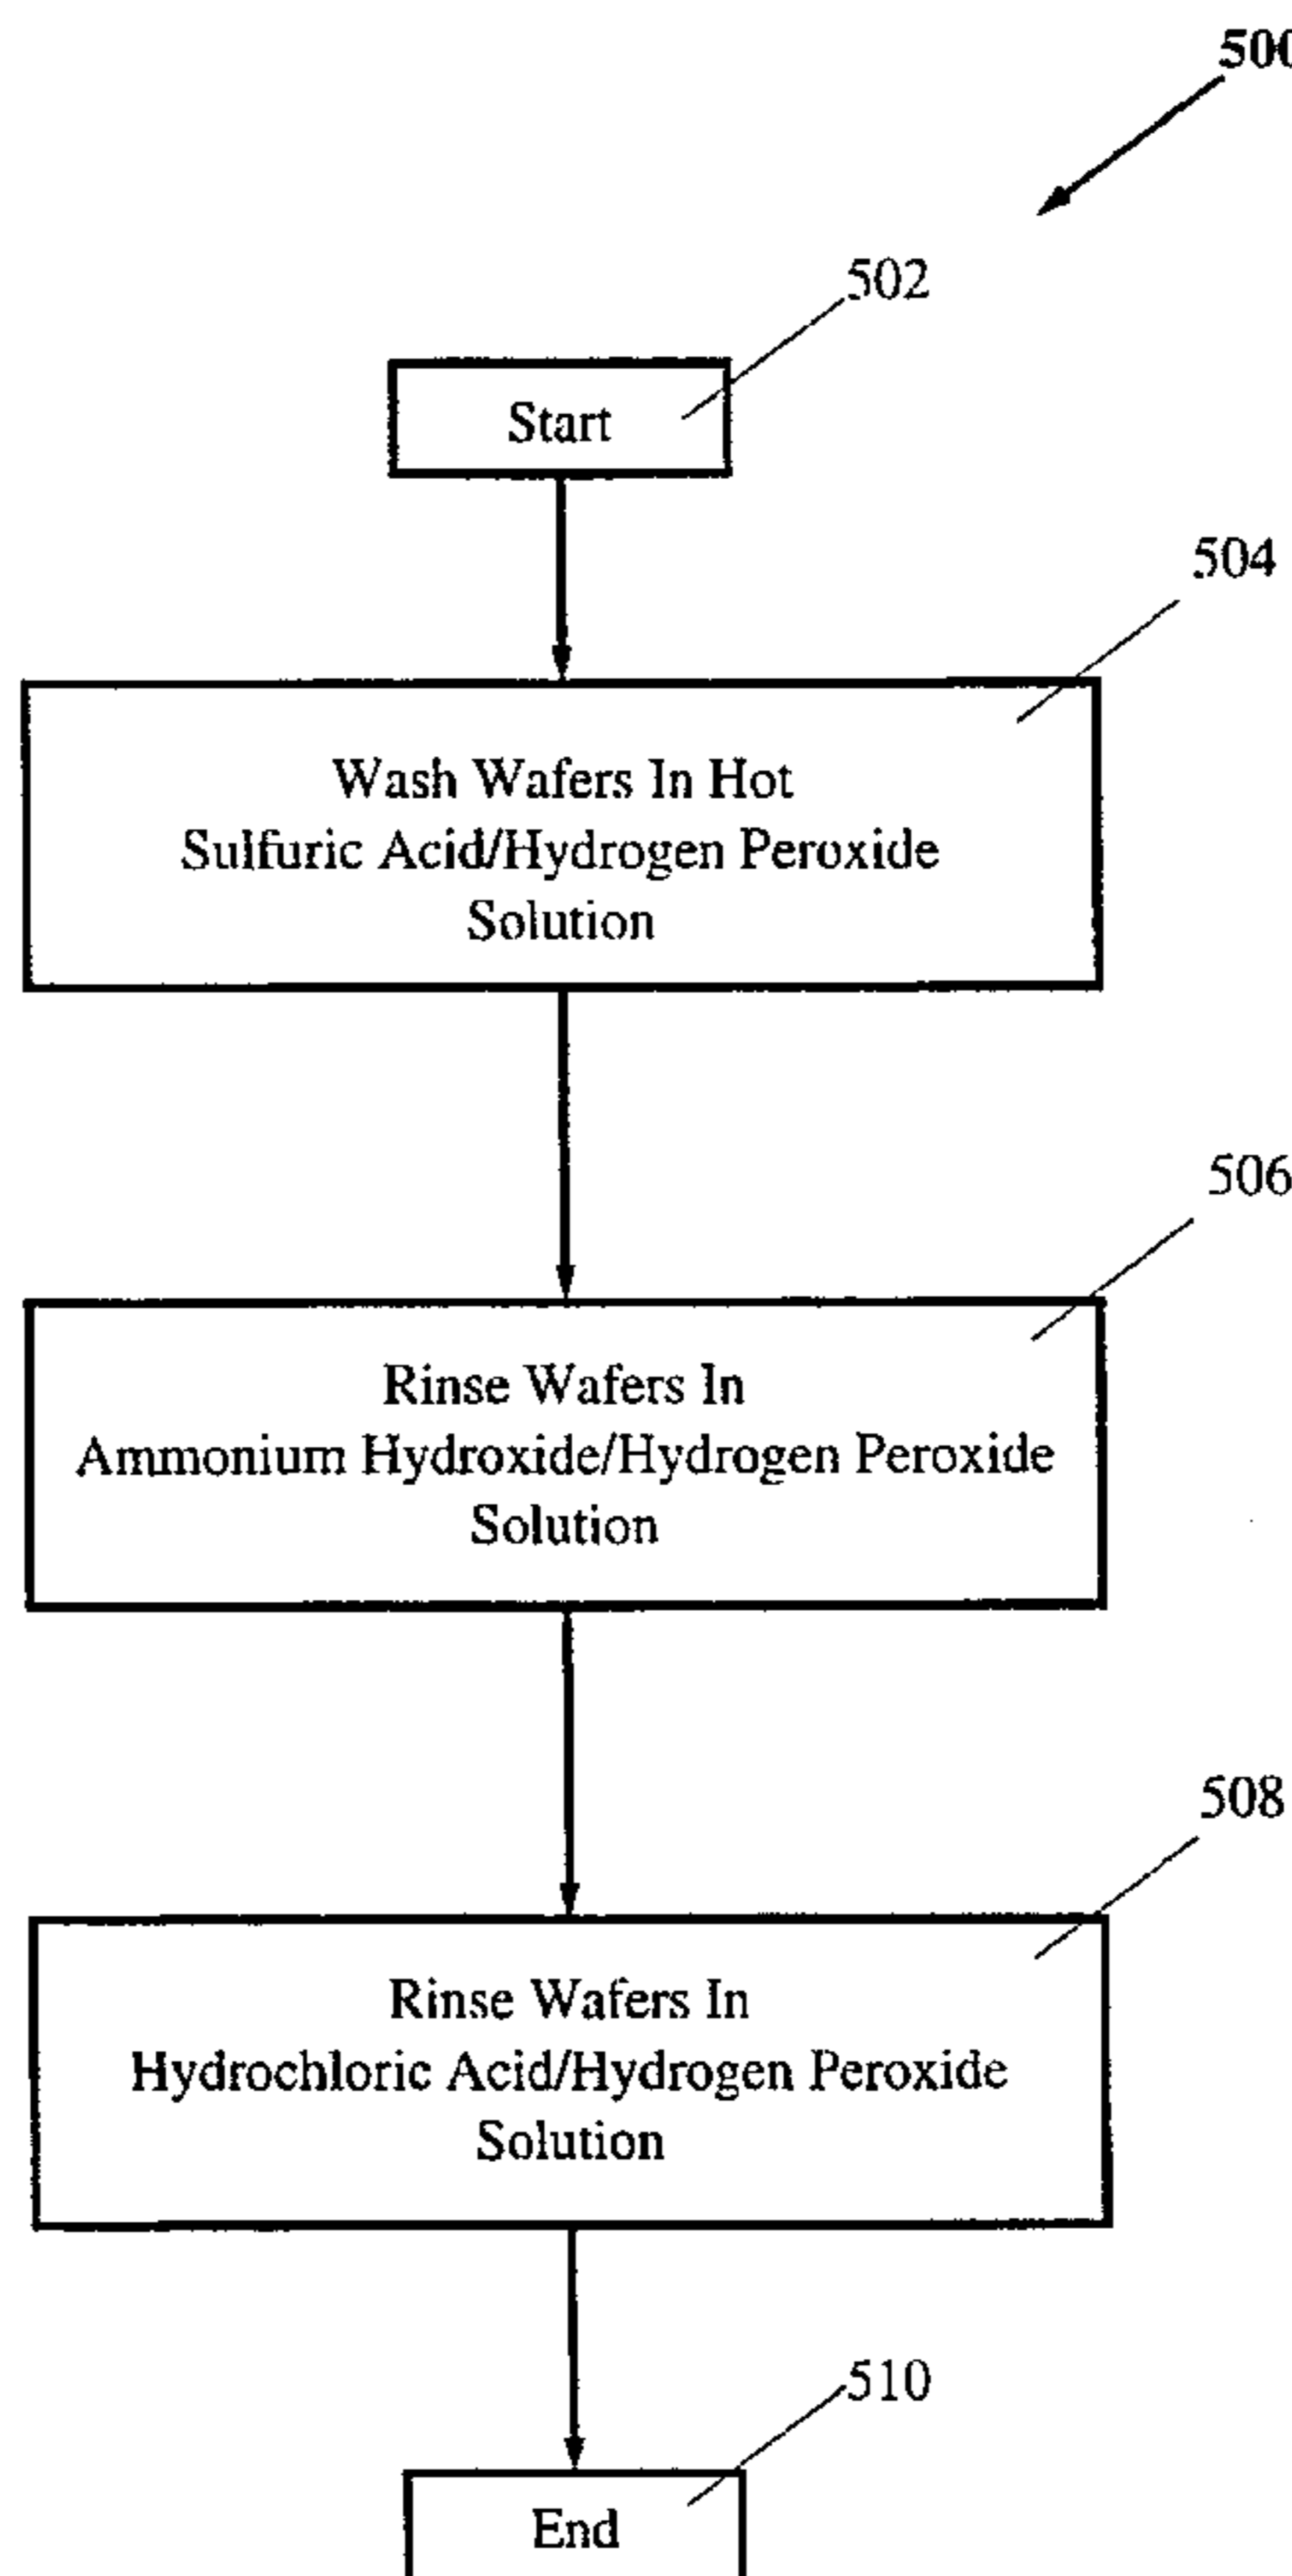 500
502
Start
504
Wash Wafers In Hot
Sulfuric Acid/Hydrogen Peroxide
Solution
506
Rinse Wafers In
Ammonium Hydroxide/Hydrogen Peroxide
Solution
508
Rinse Wafers In
Hydrochloric Acid/Hydrogen Peroxide
Solution
510
End